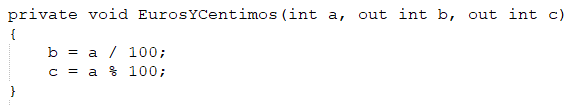 private void EurosYCentimos(int a, out int b, out int c)
{
    b = a / 100;
    c = a % 100;
}